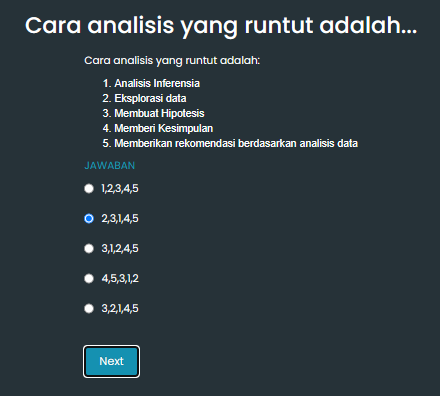 Cara analisis yang runtut adalah...
Cara analisis yang runtut adalah:
1. Analisis Inferensia
2. Eksplorasi data
3. Membuat Hipotesis
4. Memberi Kesimpulan
5. Memberikan rekomendasi berdasarkan analisis data
JAWABAN
1,2,3,4,5
2,3,1,4,5
3,1,2,4,5
4,5,3,1,2
3,2,1,4,5
Next